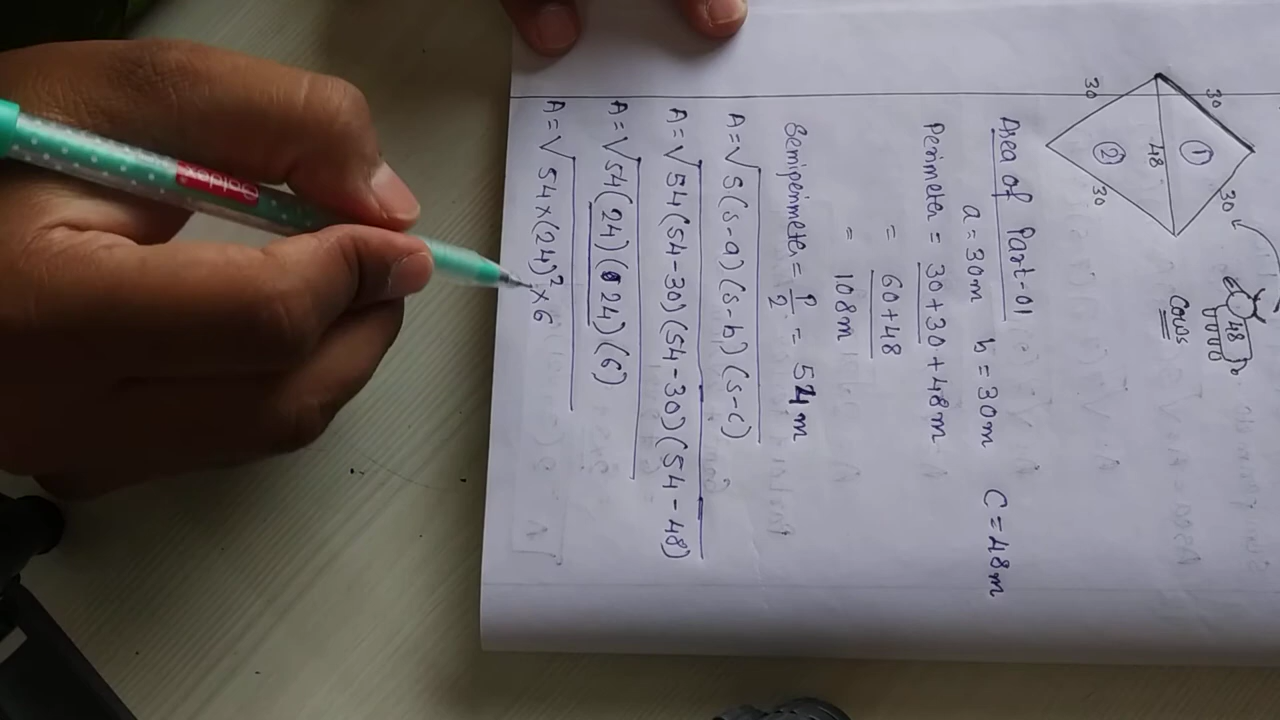 30
30
①
48
②
30
30
48
Cows
Area of Part-01
a = 30m b = 30m C = 48m
Perimeter = 30+30+48m
= 60+48
= 108m
Semiperimeter = P/2 = 54m
A = √s(s-a)(s-b)(s-c)
A = √54(54-30)(54-30)(54-48)
A = √54(24)(24)(6)
A = √54×(24)²×6
Goldex